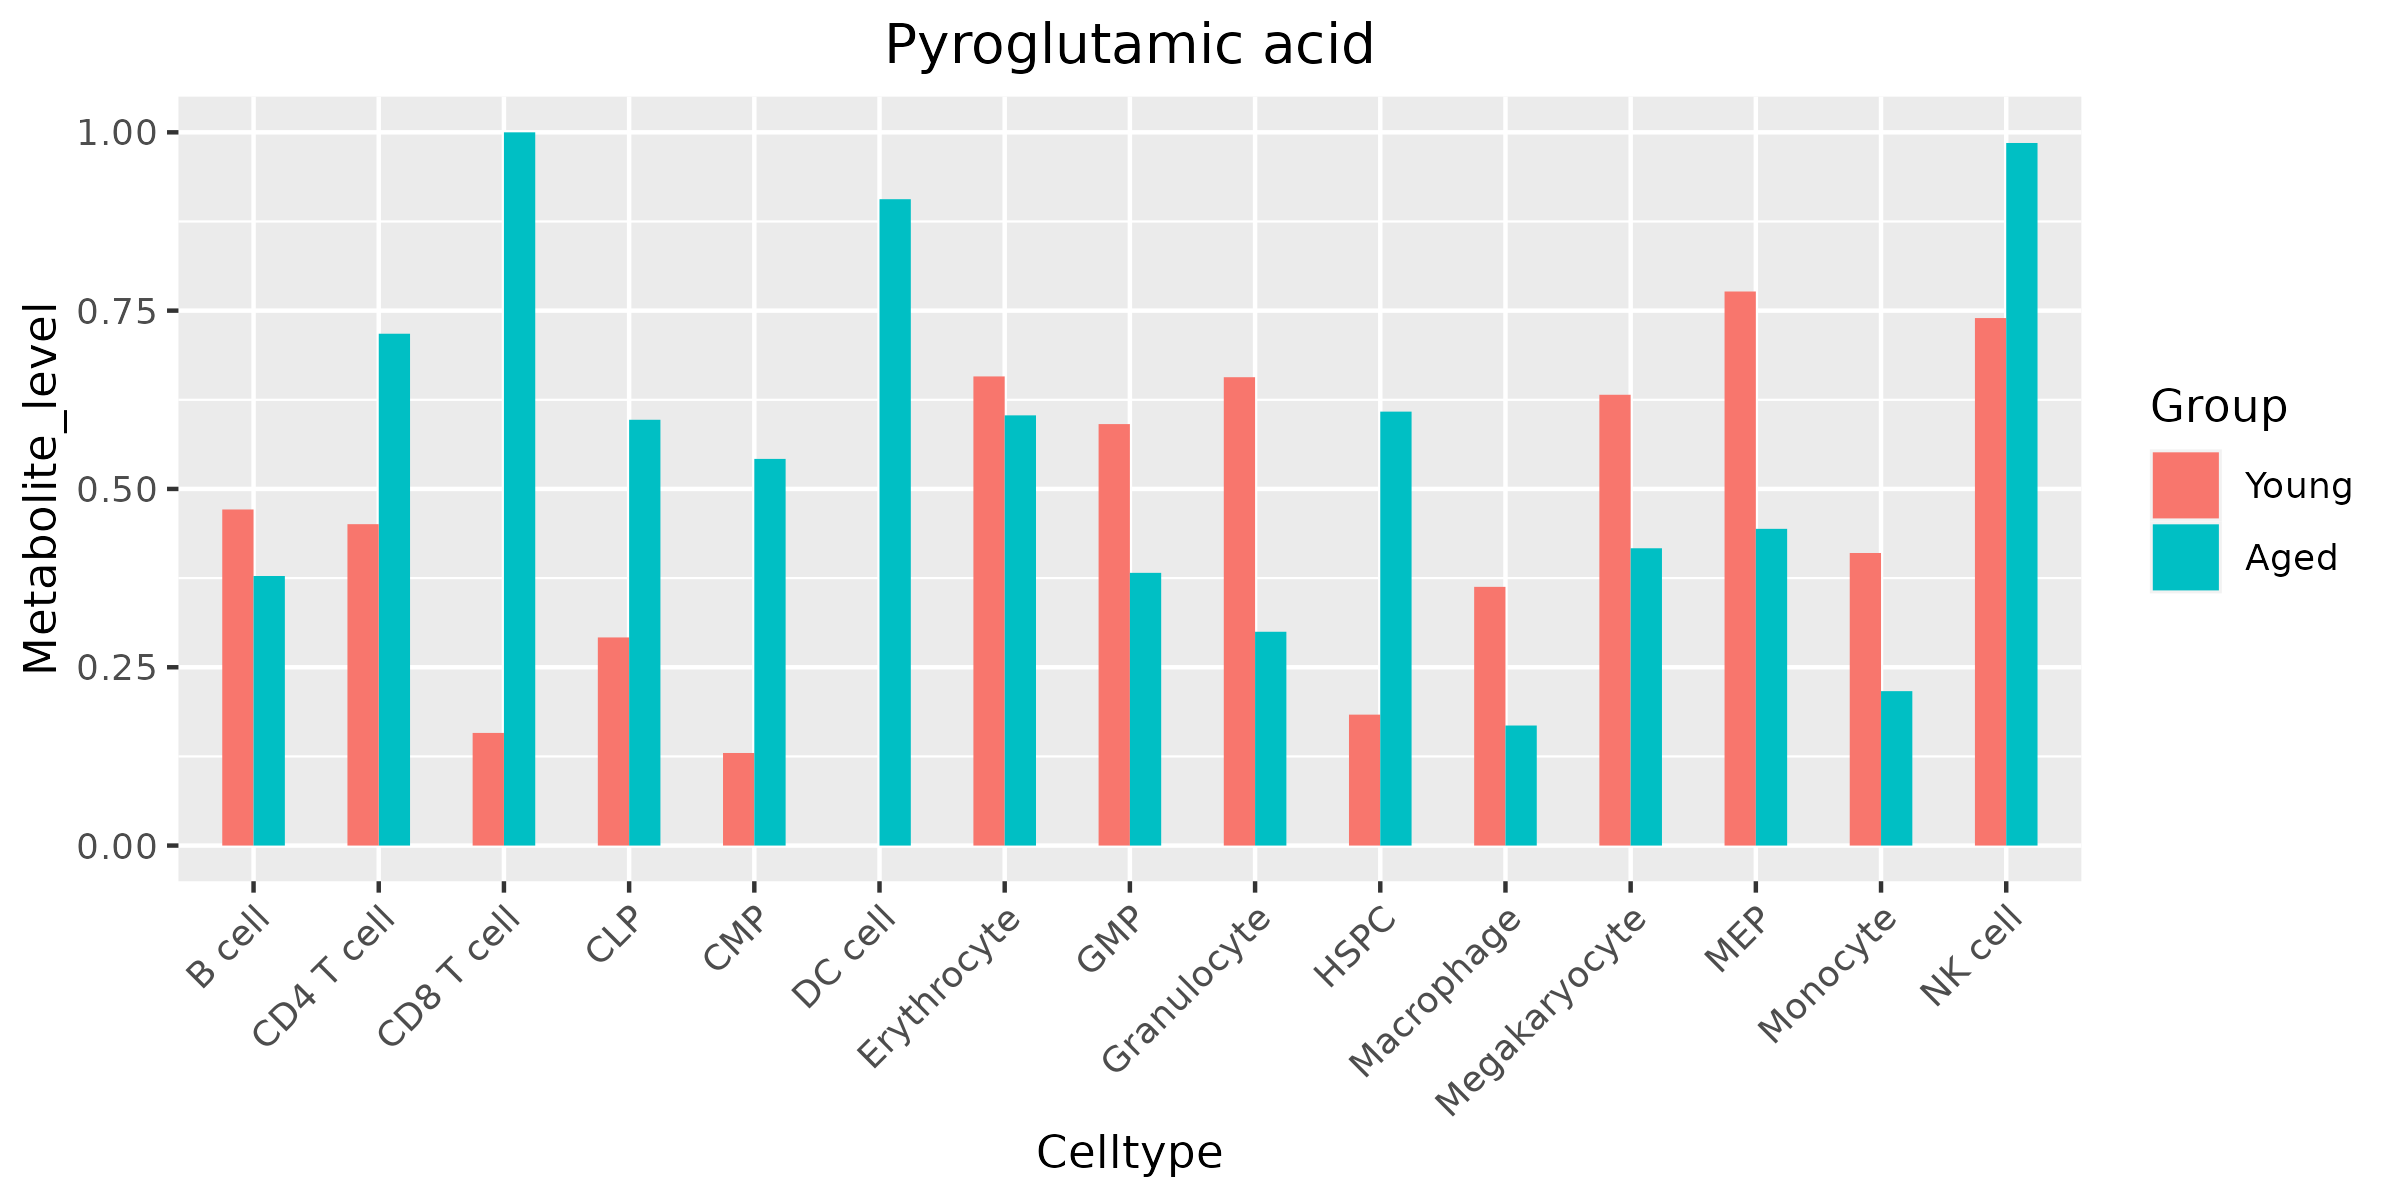 Pyroglutamic acid
Metabolite_level
1.00
0.75
0.50
0.25
0.00
B cell
CD4 T cell
CD8 T cell
CLP
CMP
DC cell
Erythrocyte
GMP
Granulocyte
HSPC
Macrophage
Megakaryocyte
MEP
Monocyte
NK cell
Celltype
Group
Young
Aged